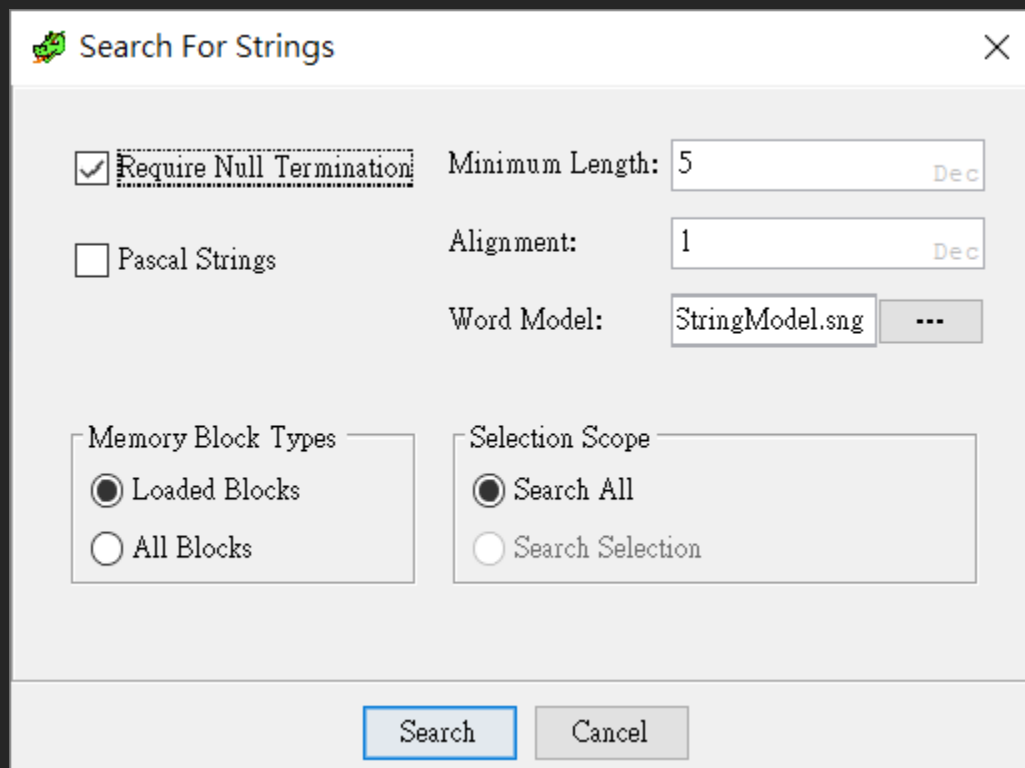 Search For Strings
Require Null Termination
Minimum Length: 5 Dec
Pascal Strings
Alignment: 1 Dec
Word Model: StringModel.sng ---
Memory Block Types
Loaded Blocks
All Blocks
Selection Scope
Search All
Search Selection
Search Cancel